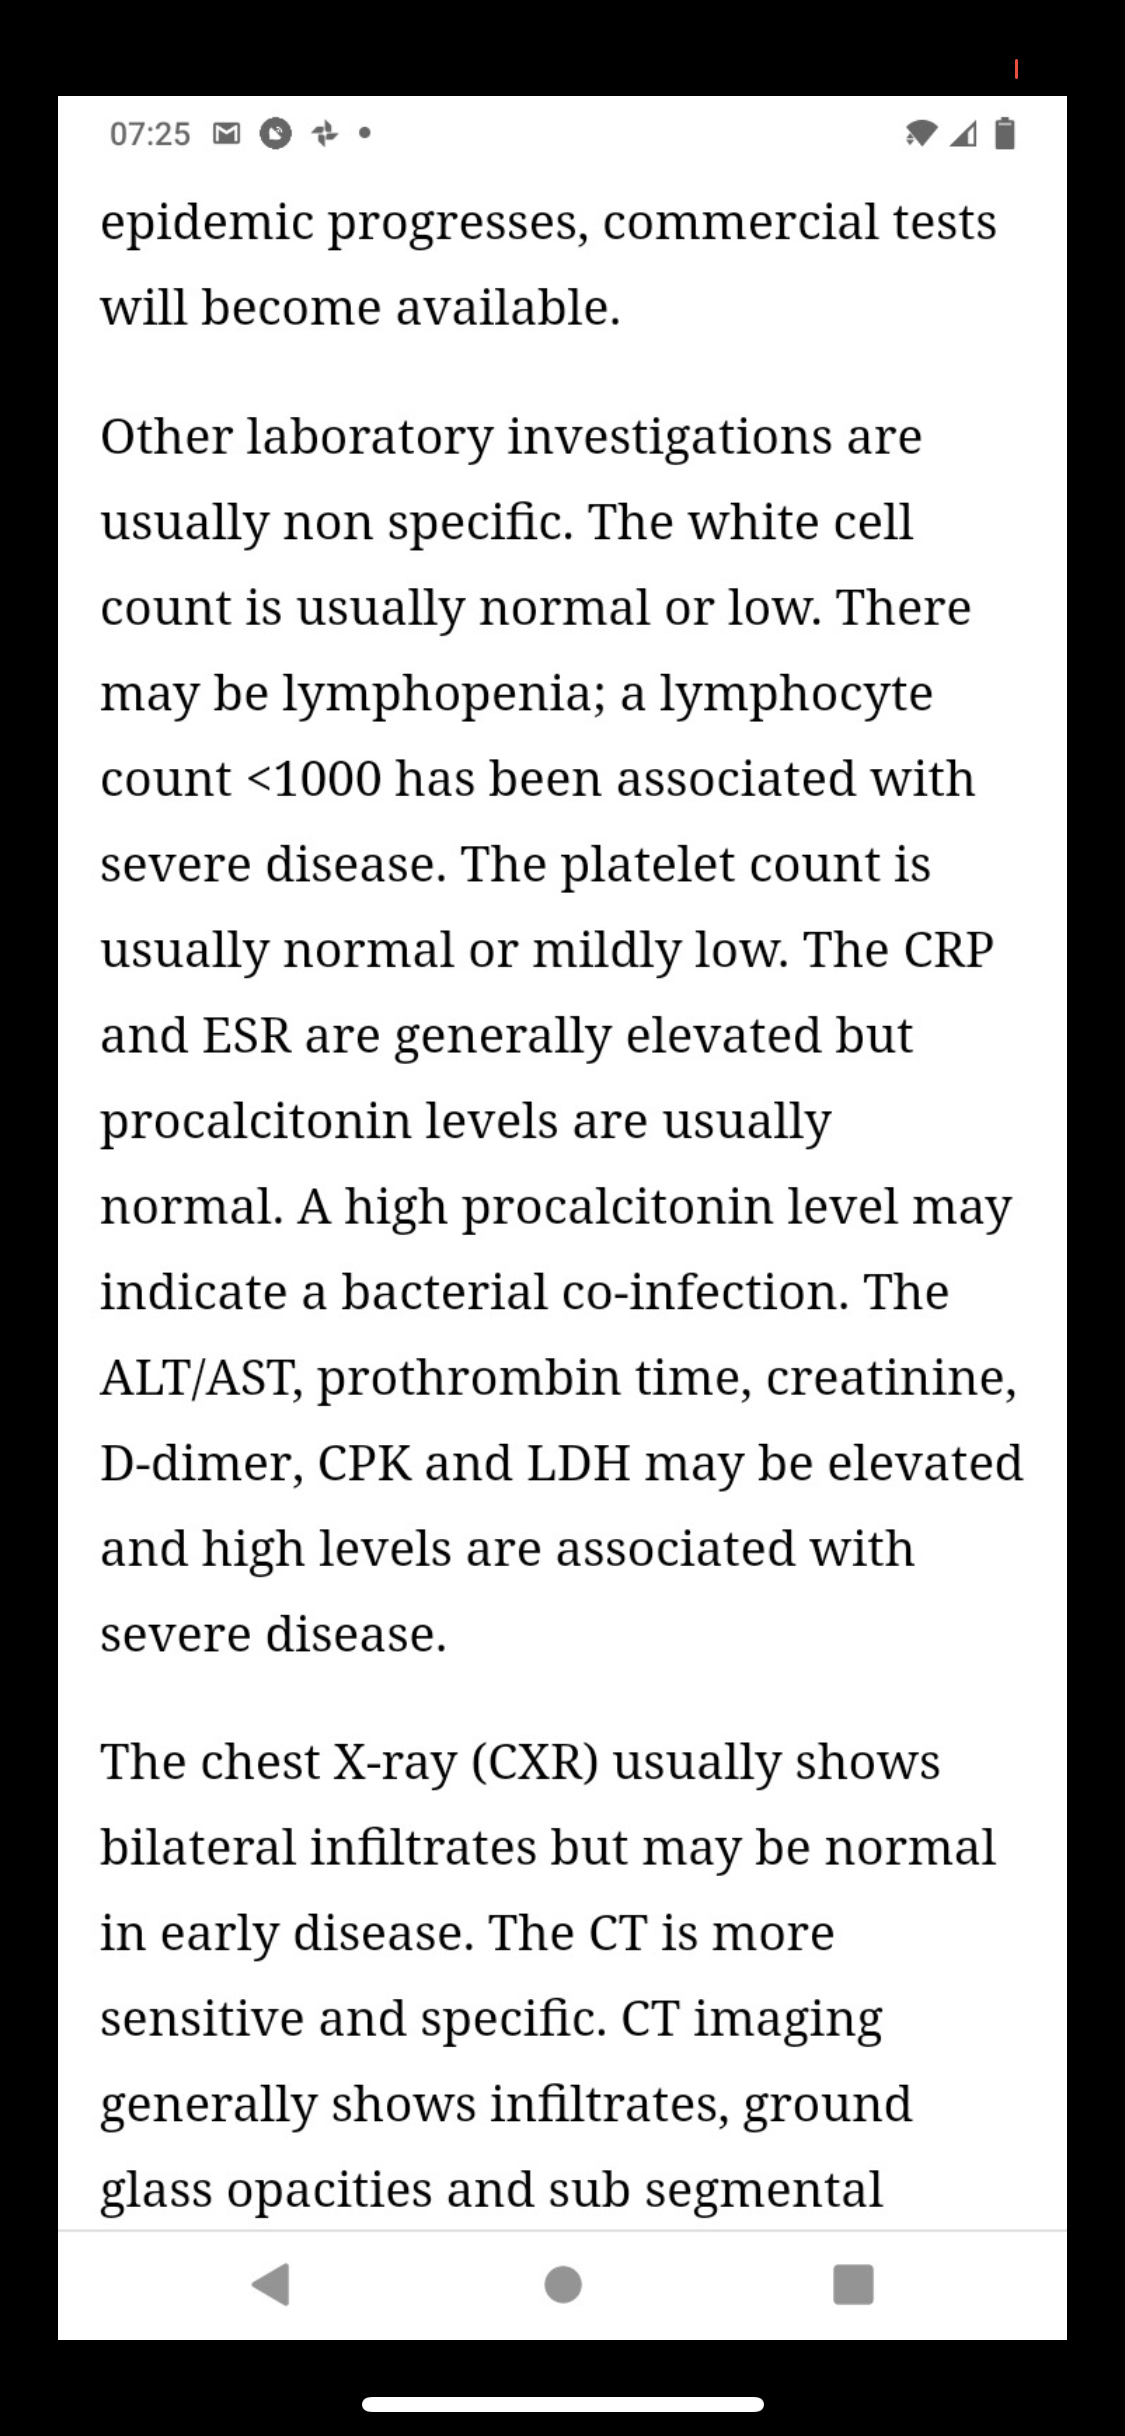 07:25
epidemic progresses, commercial tests
will become available.
Other laboratory investigations are
usually non specific. The white cell
count is usually normal or low. There
may be lymphopenia; a lymphocyte
count <1000 has been associated with
severe disease. The platelet count is
usually normal or mildly low. The CRP
and ESR are generally elevated but
procalcitonin levels are usually
normal. A high procalcitonin level may
indicate a bacterial co-infection. The
ALT/AST, prothrombin time, creatinine,
D-dimer, CPK and LDH may be elevated
and high levels are associated with
severe disease.
The chest X-ray (CXR) usually shows
bilateral infiltrates but may be normal
in early disease. The CT is more
sensitive and specific. CT imaging
generally shows infiltrates, ground
glass opacities and sub segmental